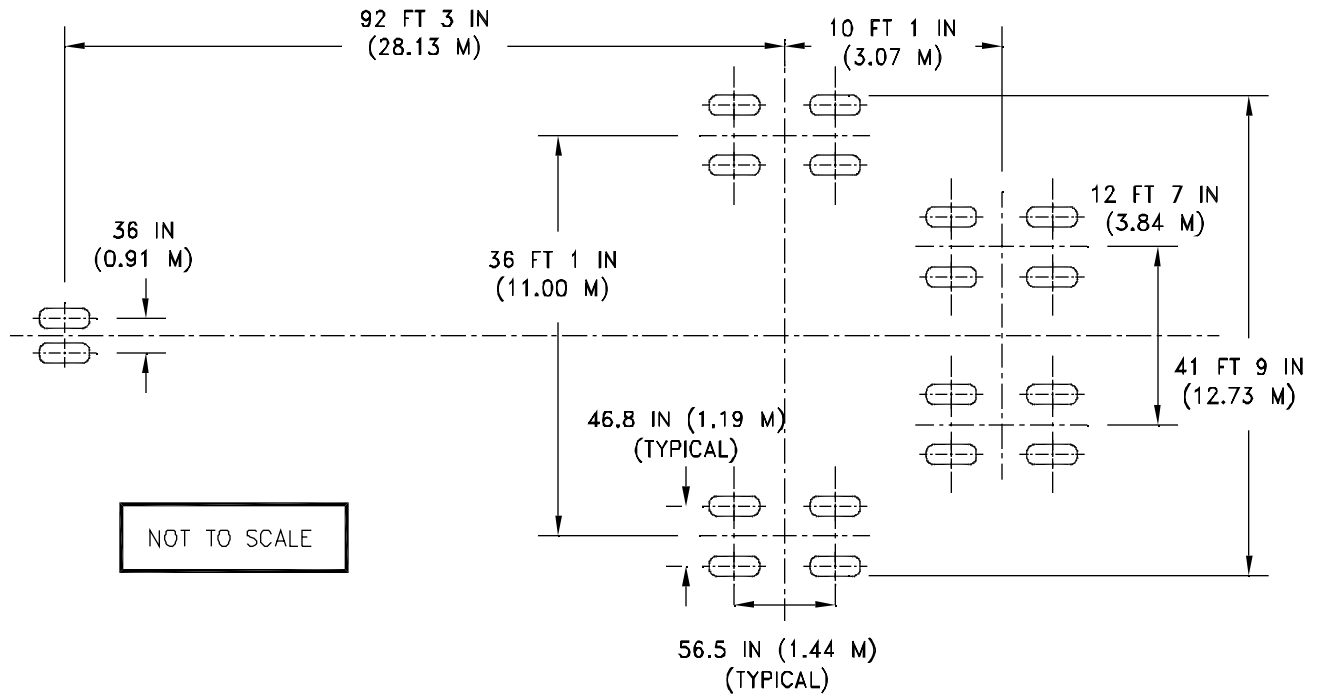 92 FT 3 IN
(28.13 M)
10 FT 1 IN
(3.07 M)
12 FT 7 IN
(3.84 M)
36 IN
(0.91 M)
36 FT 1 IN
(11.00 M)
41 FT 9 IN
(12.73 M)
46.8 IN (1.19 M)
(TYPICAL)
NOT TO SCALE
56.5 IN (1.44 M)
(TYPICAL)